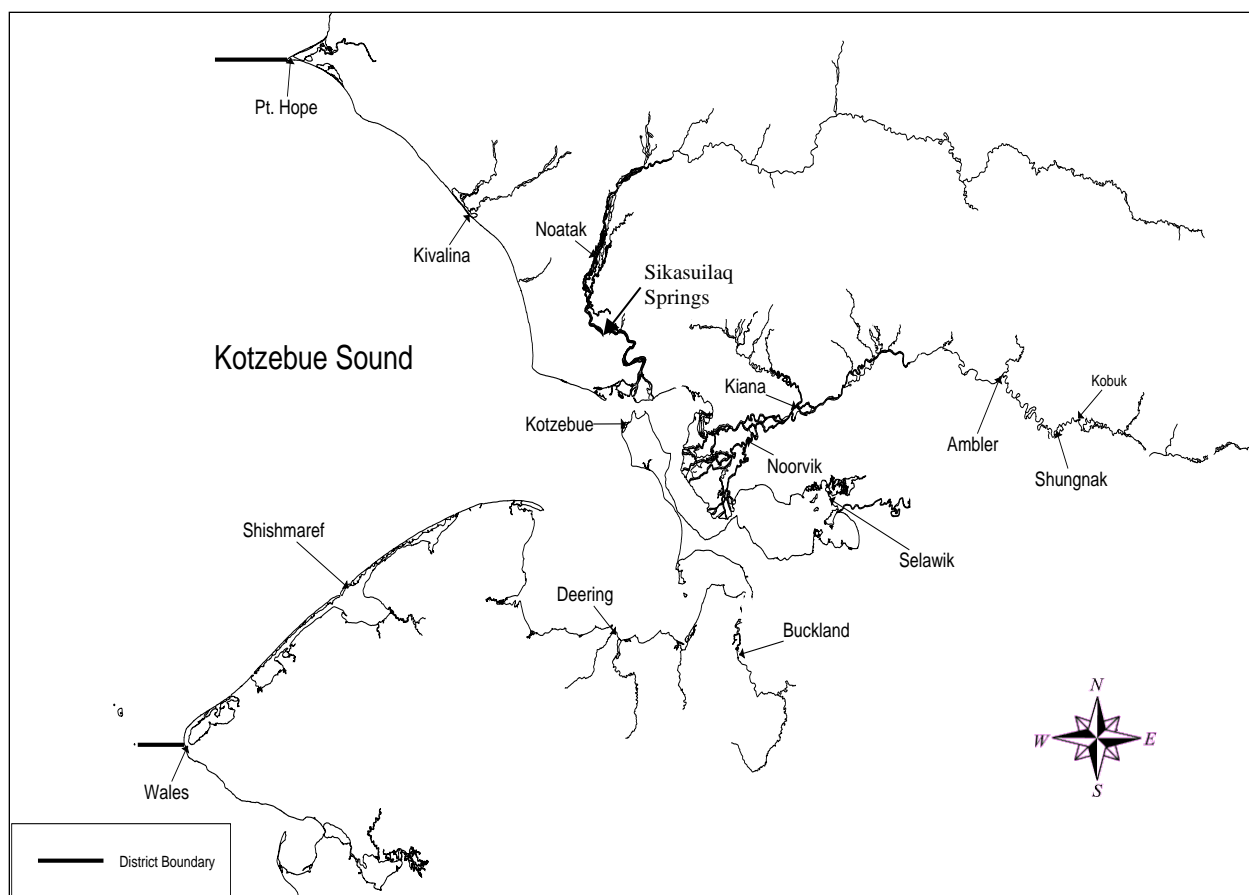 Pt. Hope
Kivalina
Noatak
Sikasuilaq
Springs
Kotzebue Sound
Kiana
Kobuk
Kotzebue
Ambler
Noorvik
Shungnak
Shishmaref
Selawik
Deering
Buckland
N
W
E
S
Wales
District Boundary